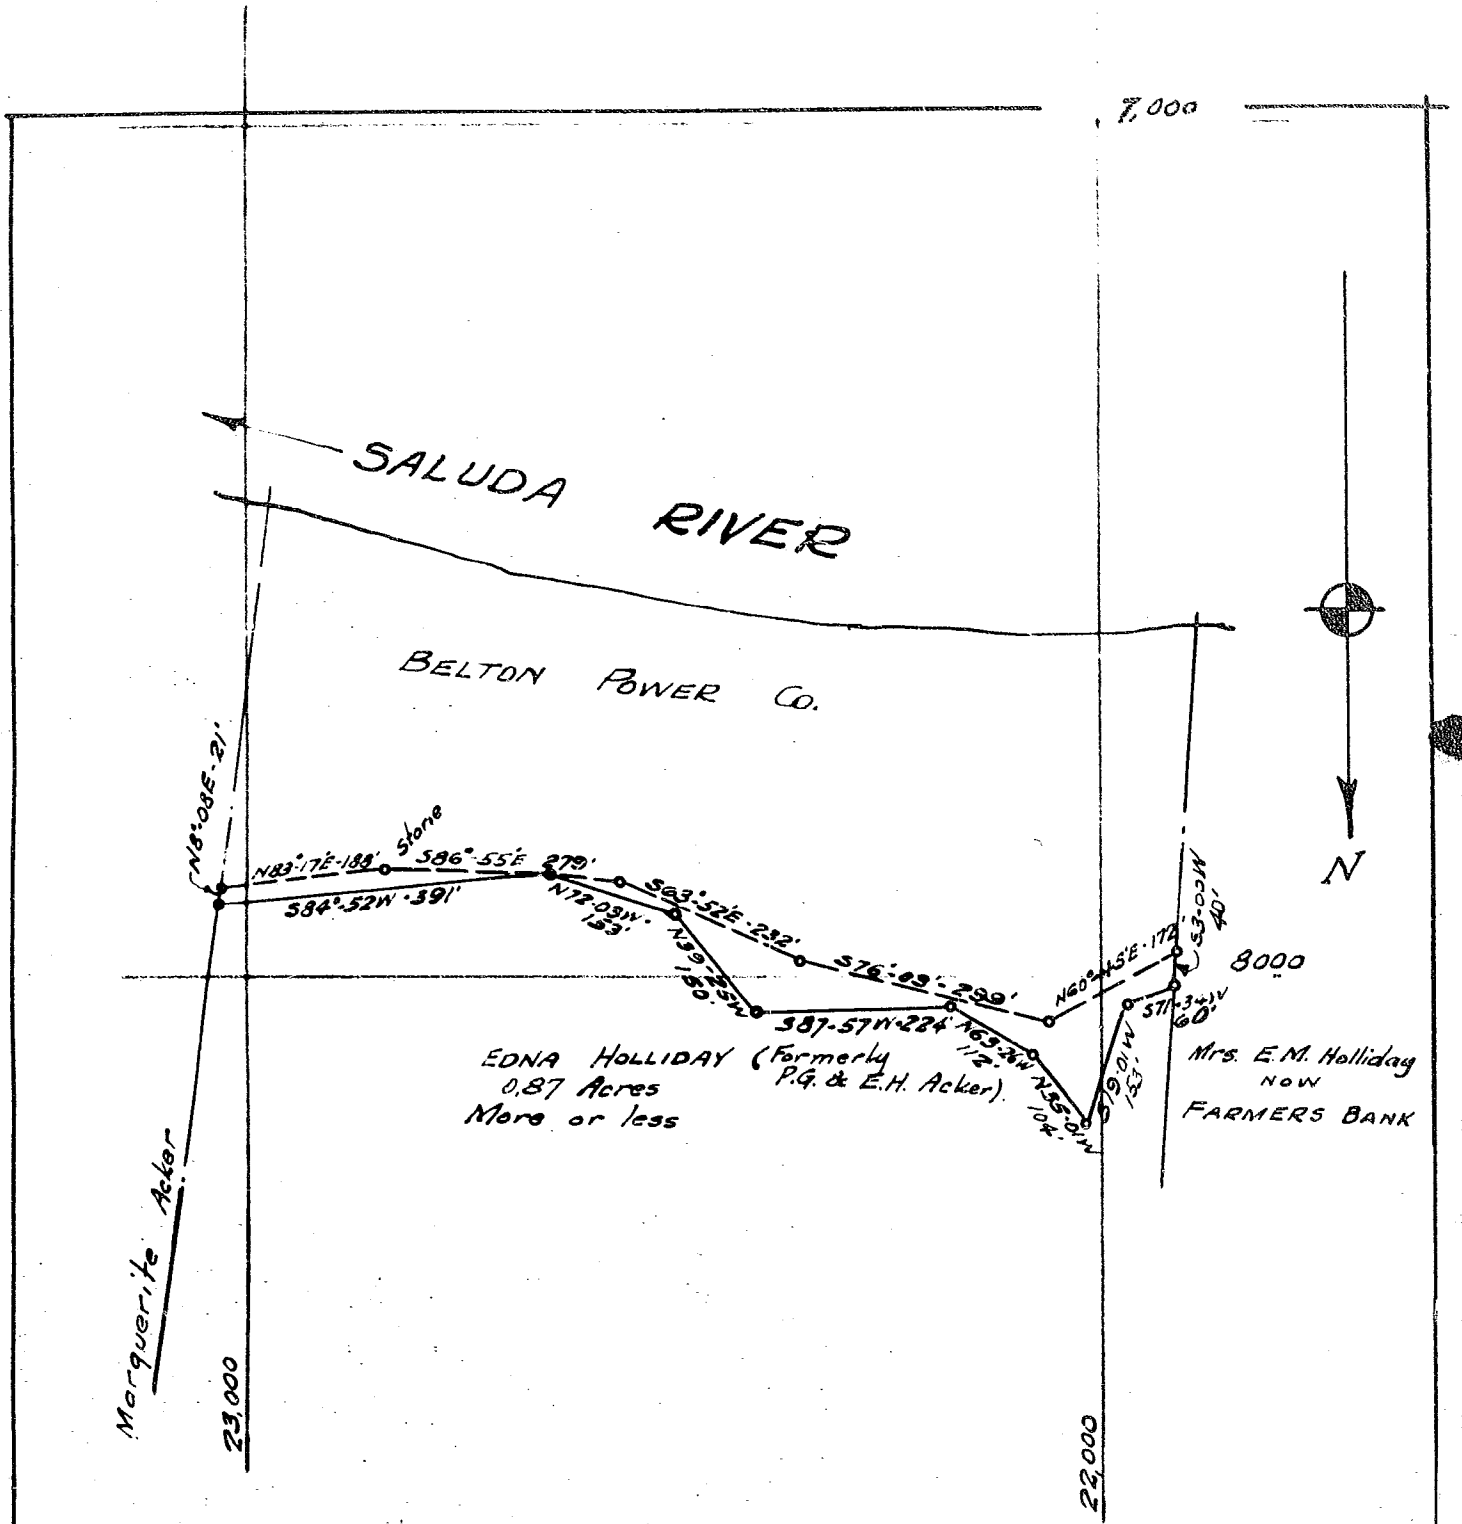 7,000
SALUDA RIVER
BELTON POWER Co.
N
N8°-08E-21'
N83°-17'E-188'
Stone
S86°-55'E 279'
S84°-52W-391'
N72-03W-
153'
S63°-52'E-232'
N39-25W
180'
S76°-
299'
S87-57W-224'
N60°-45'E-172'
S3-00W
40'
8000
S71-34W
60'
N63-26W
112'
N35-01W
104'
S19-01W
153'
EDNA HOLLIDAY (Formerly
P.G. & E.H. Acker)
0.87 Acres
More or less
Mrs. E.M. Holliday
NOW
FARMERS BANK
Marguerite Acker
23,000
22,000